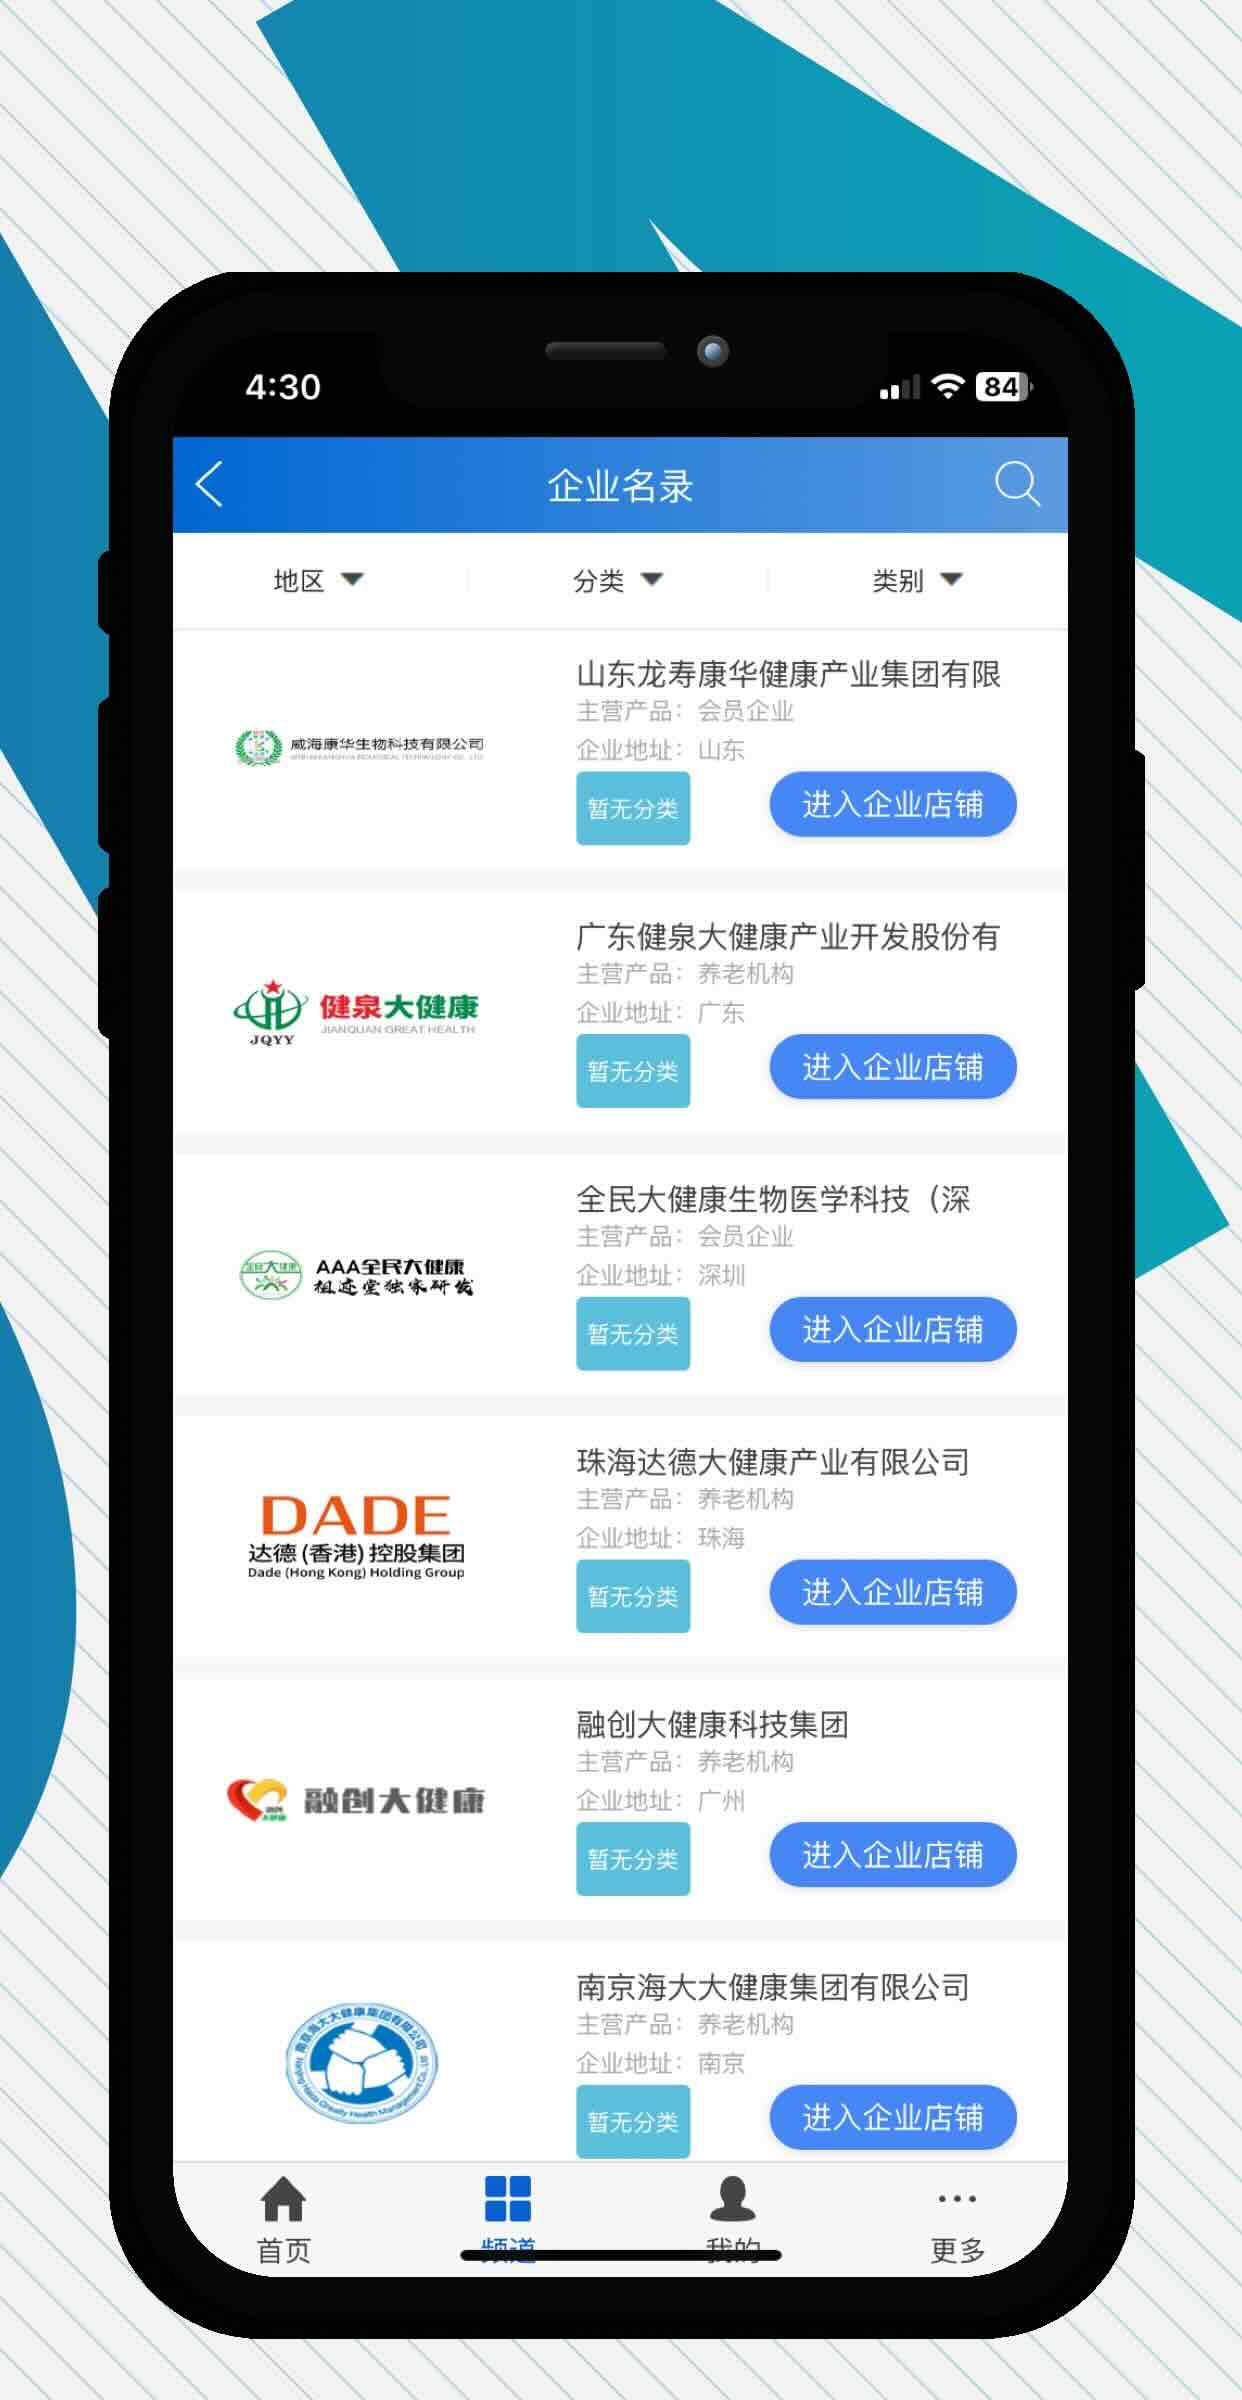 4:30
84
企业名录
地区
分类
类别
威海康华生物科技有限公司
山东龙寿康华健康产业集团有限
主营产品：会员企业
企业地址：山东
暂无分类
进入企业店铺
JQYY
健泉大健康
JIANQUAN GREAT HEALTH
广东健泉大健康产业开发股份有
主营产品：养老机构
企业地址：广东
暂无分类
进入企业店铺
全民大健康
AAA全民大健康
祖迹堂独家研发
全民大健康生物医学科技（深
主营产品：会员企业
企业地址：深圳
暂无分类
进入企业店铺
DADE
达德(香港)控股集团
Dade (Hong Kong) Holding Group
珠海达德大健康产业有限公司
主营产品：养老机构
企业地址：珠海
暂无分类
进入企业店铺
融创大健康
融创大健康科技集团
主营产品：养老机构
企业地址：广州
暂无分类
进入企业店铺
南京海大大健康集团有限公司
南京海大大健康集团有限公司
主营产品：养老机构
企业地址：南京
暂无分类
进入企业店铺
首页
频道
我的
更多